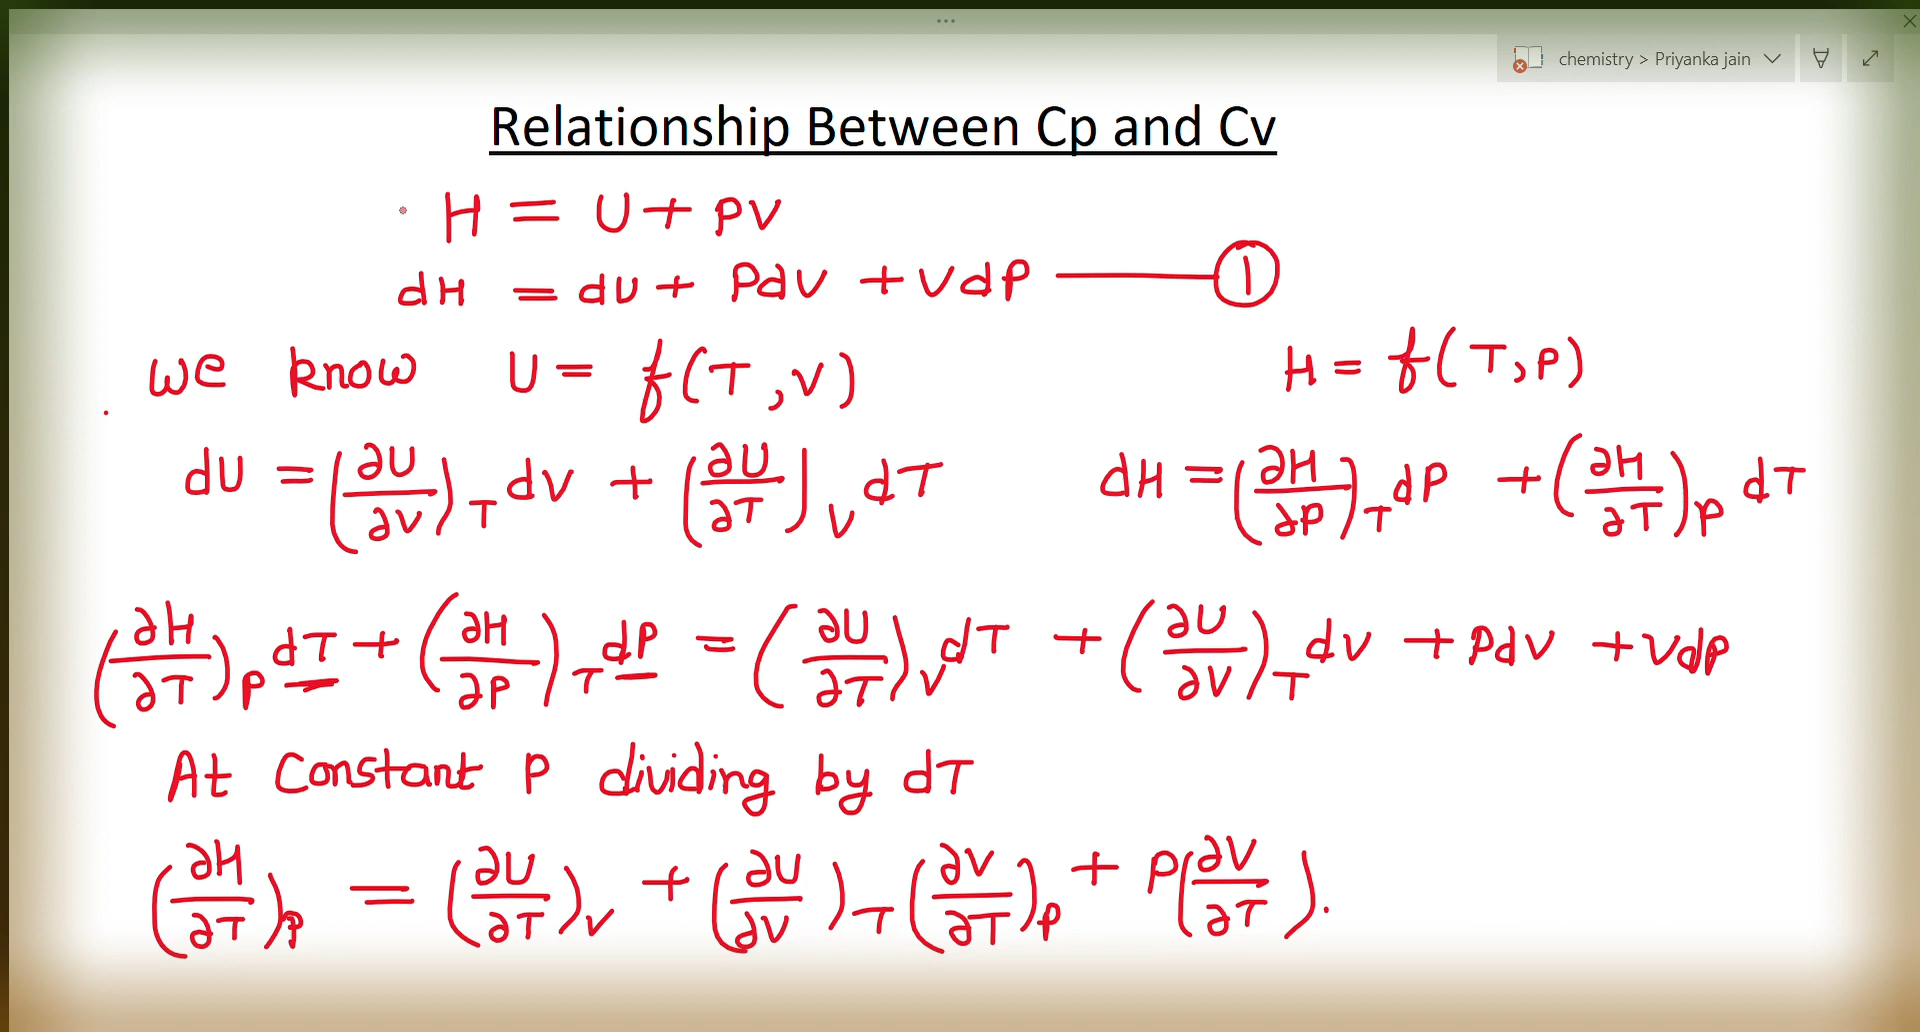 chemistry > Priyanka jain
Relationship Between Cp and Cv
H = U + PV
dH = du + PdV + VdP ——— ①
we know U = f(T,V) H = f(T,P)
dU = (∂U/∂V)_T dV + (∂U/∂T)_V dT dH = (∂H/∂P)_T dP + (∂H/∂T)_P dT
(∂H/∂T)_P dT + (∂H/∂P)_T dP = (∂U/∂T)_V dT + (∂U/∂V)_T dV + PdV + VdP
At Constant P dividing by dT
(∂H/∂T)_P = (∂U/∂T)_V + (∂U/∂V)_T (∂V/∂T)_P + P(∂V/∂T).